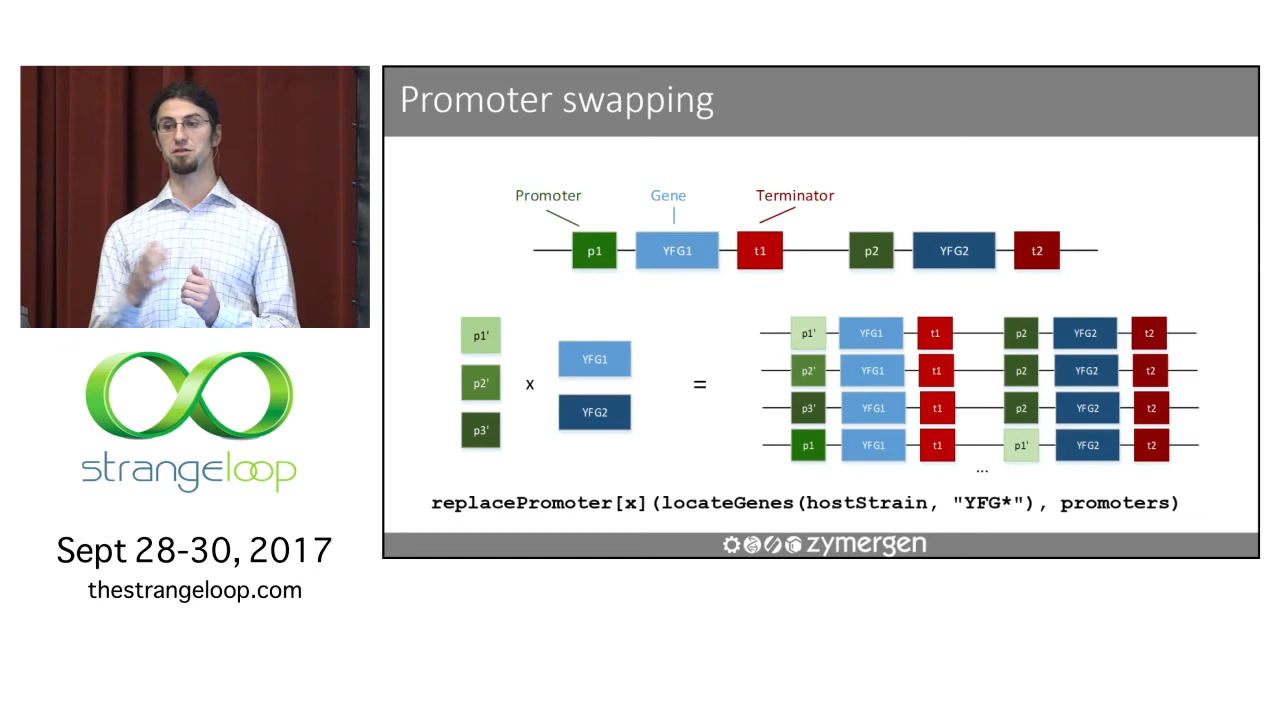 Promoter swapping
Promoter Gene Terminator
p1 YFG1 t1 p2 YFG2 t2
p1' YFG1 t1 p2 YFG2 t2
p2' YFG1 t1 p2 YFG2 t2
p3' YFG1 t1 p2 YFG2 t2
p1 YFG1 t1 p1' YFG2 t2
...
p1'
p2'
p3'
x
YFG1
YFG2
=
replacePromoter[x](locateGenes(hostStrain, "YFG*"), promoters)
zymergen
strangeloop
Sept 28-30, 2017
thestrangeloop.com